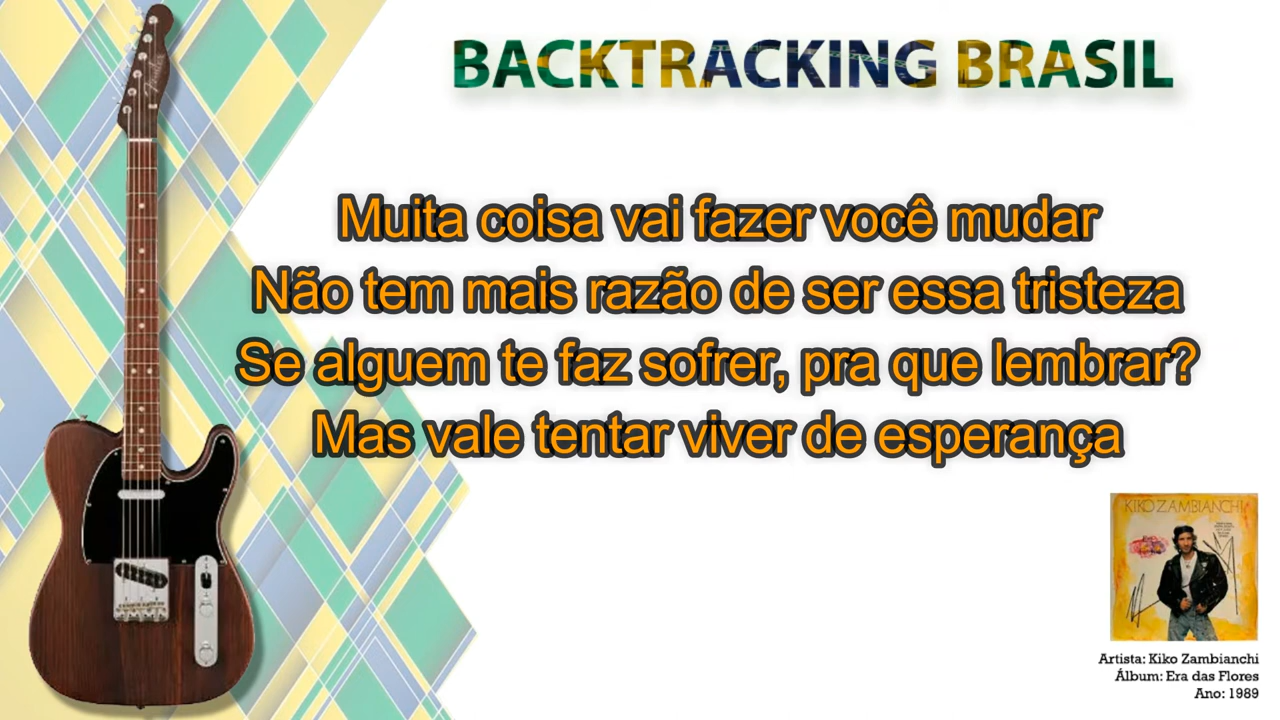 BACKTRACKING BRASIL
Muita coisa vai fazer você mudar
Não tem mais razão de ser essa tristeza
Se alguem te faz sofrer, pra que lembrar?
Mas vale tentar viver de esperança
KIKO ZAMBIANCHI
Artista: Kiko Zambianchi
Álbum: Era das Flores
Ano: 1989